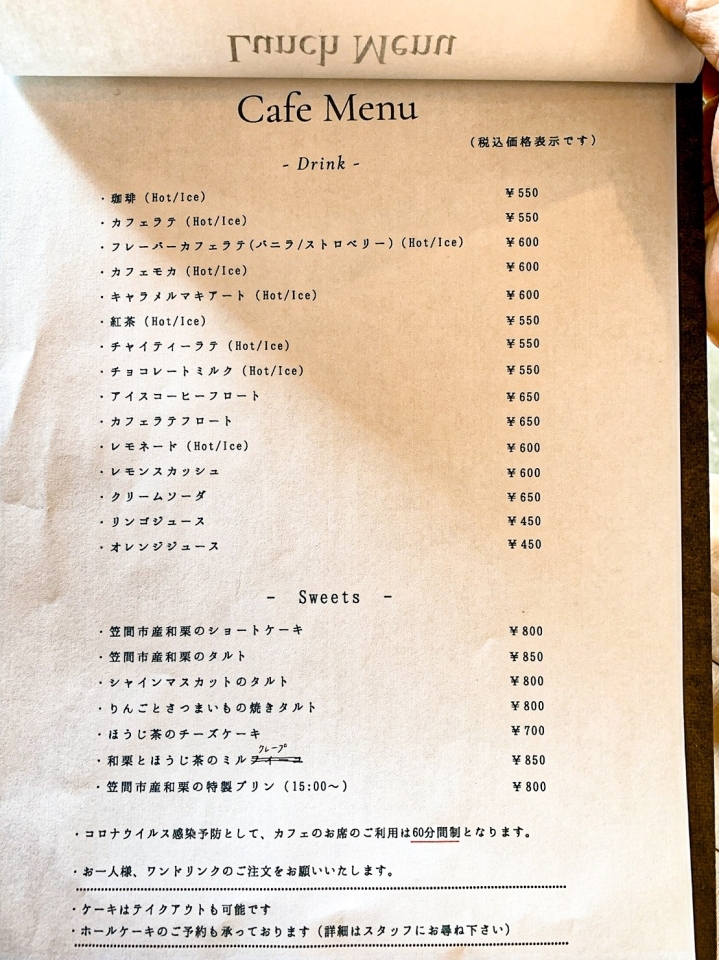 Lunch Menu
Cafe Menu
(税込価格表示です)
- Drink -
・珈琲 (Hot/Ice) ¥550
・カフェラテ (Hot/Ice) ¥550
・フレーバーカフェラテ(バニラ/ストロベリー) (Hot/Ice) ¥600
・カフェモカ (Hot/Ice) ¥600
・キャラメルマキアート (Hot/Ice) ¥600
・紅茶 (Hot/Ice) ¥550
・チャイティーラテ (Hot/Ice) ¥550
・チョコレートミルク (Hot/Ice) ¥550
・アイスコーヒーフロート ¥650
・カフェラテフロート ¥650
・レモネード (Hot/Ice) ¥600
・レモンスカッシュ ¥600
・クリームソーダ ¥650
・リンゴジュース ¥450
・オレンジジュース ¥450
- Sweets -
・笠間市産和栗のショートケーキ ¥800
・笠間市産和栗のタルト ¥850
・シャインマスカットのタルト ¥800
・りんごとさつまいもの焼きタルト ¥800
・ほうじ茶のチーズケーキ ¥700
クレープ
・和栗とほうじ茶のミル ¥850
・笠間市産和栗の特製プリン (15:00～) ¥800
・コロナウイルス感染予防として、カフェのお席のご利用は60分間制となります。
・お一人様、ワンドリンクのご注文をお願いいたします。
・ケーキはテイクアウトも可能です
・ホールケーキのご予約も承っております (詳細はスタッフにお尋ね下さい)